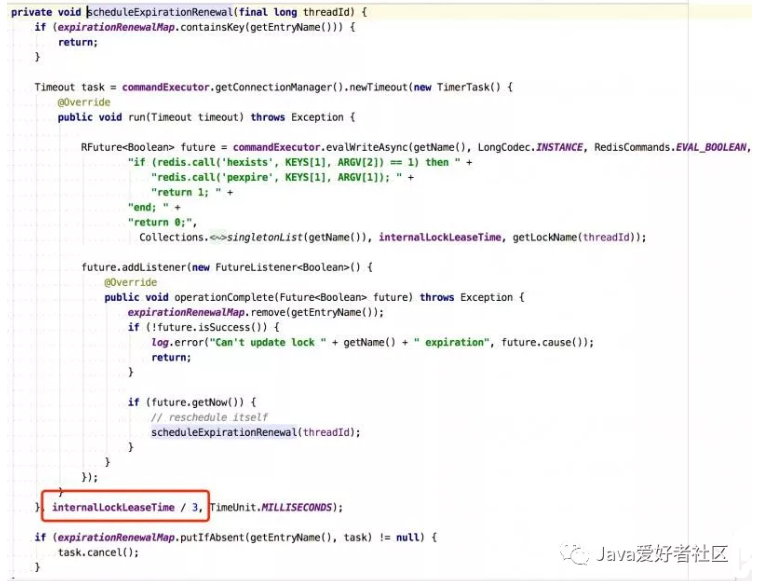 private void scheduleExpirationRenewal(final long threadId) {
    if (expirationRenewalMap.containsKey(getEntryName())) {
        return;
    }

    Timeout task = commandExecutor.getConnectionManager().newTimeout(new TimerTask() {
        @Override
        public void run(Timeout timeout) throws Exception {

            RFuture<Boolean> future = commandExecutor.evalWriteAsync(getName(), LongCodec.INSTANCE, RedisCommands.EVAL_BOOLEAN,
                    "if (redis.call('hexists', KEYS[1], ARGV[2]) == 1) then " +
                        "redis.call('pexpire', KEYS[1], ARGV[1]); " +
                        "return 1; " +
                    "end; " +
                    "return 0;",
                      Collections.<~>singletonList(getName()), internalLockLeaseTime, getLockName(threadId));

            future.addListener(new FutureListener<Boolean>() {
                @Override
                public void operationComplete(Future<Boolean> future) throws Exception {
                    expirationRenewalMap.remove(getEntryName());
                    if (!future.isSuccess()) {
                        log.error("Can't update lock " + getName() + " expiration", future.cause());
                        return;
                    }

                    if (future.getNow()) {
                        // reschedule itself
                        scheduleExpirationRenewal(threadId);
                    }
                }
            });
        }
    }, internalLockLeaseTime / 3, TimeUnit.MILLISECONDS);

    if (expirationRenewalMap.putIfAbsent(getEntryName(), task) != null) {
        task.cancel();
    }
Java爱好者社区